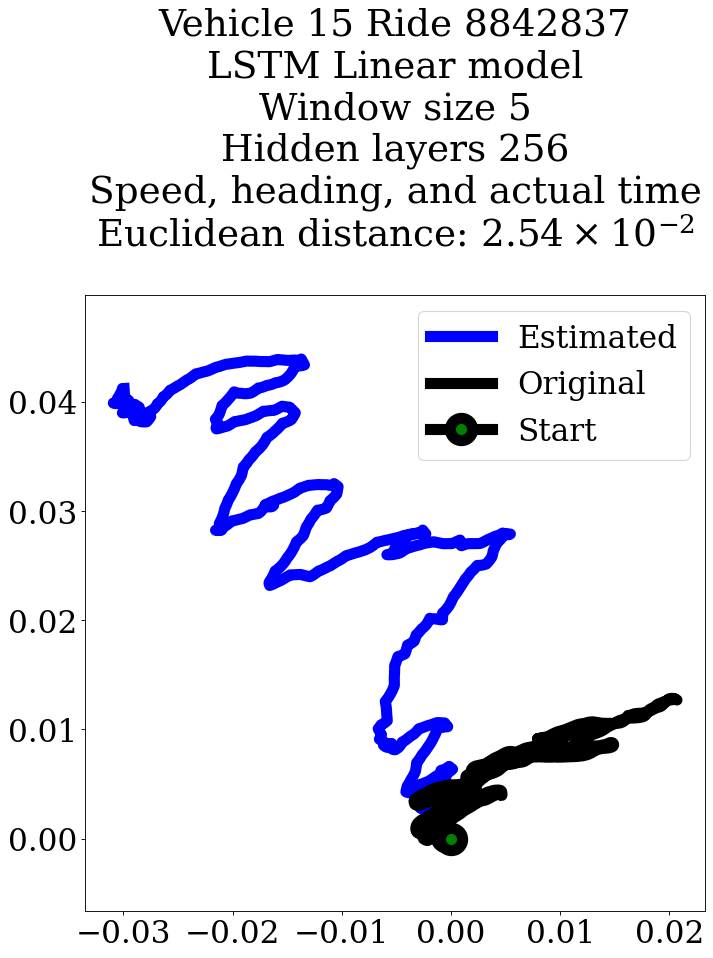 Vehicle 15 Ride 8842837
LSTM Linear model
Window size 5
Hidden layers 256
Speed, heading, and actual time
Euclidean distance: 2.54 × 10⁻²
Estimated
Original
Start
0.04
0.03
0.02
0.01
0.00
−0.03 −0.02 −0.01 0.00 0.01 0.02